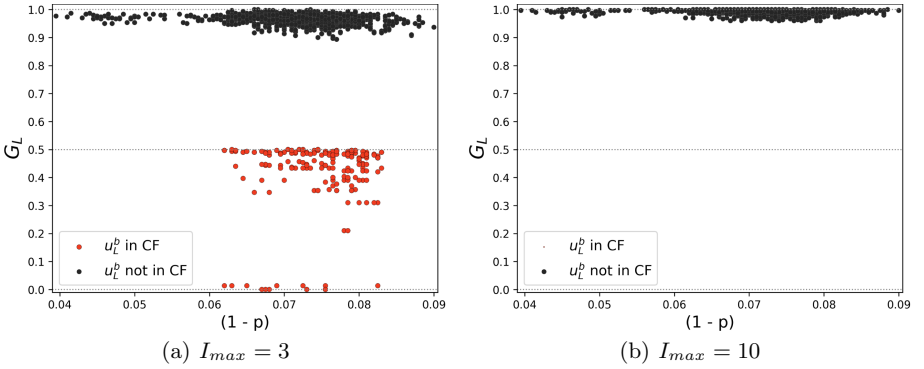 1.0
0.9
0.8
0.7
0.6
0.5
0.4
0.3
0.2
0.1
0.0
G_L
u_L^b in CF
u_L^b not in CF
0.04 0.05 0.06 0.07 0.08 0.09
(1 - p)
(a) I_{max} = 3
1.0
0.9
0.8
0.7
0.6
0.5
0.4
0.3
0.2
0.1
0.0
G_L
u_L^b in CF
u_L^b not in CF
0.04 0.05 0.06 0.07 0.08 0.09
(1 - p)
(b) I_{max} = 10